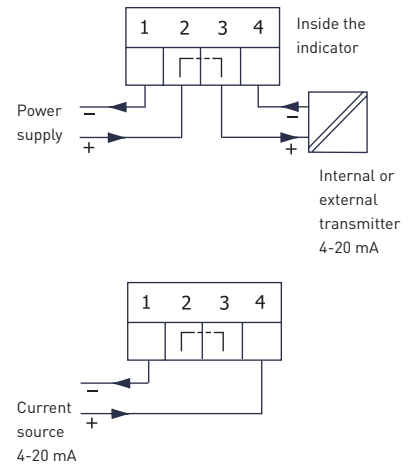 1 2 3 4
Inside the
indicator
Power
supply
−
+
−
+
Internal or
external
transmitter
4-20 mA
1 2 3 4
Current
source
4-20 mA
−
+